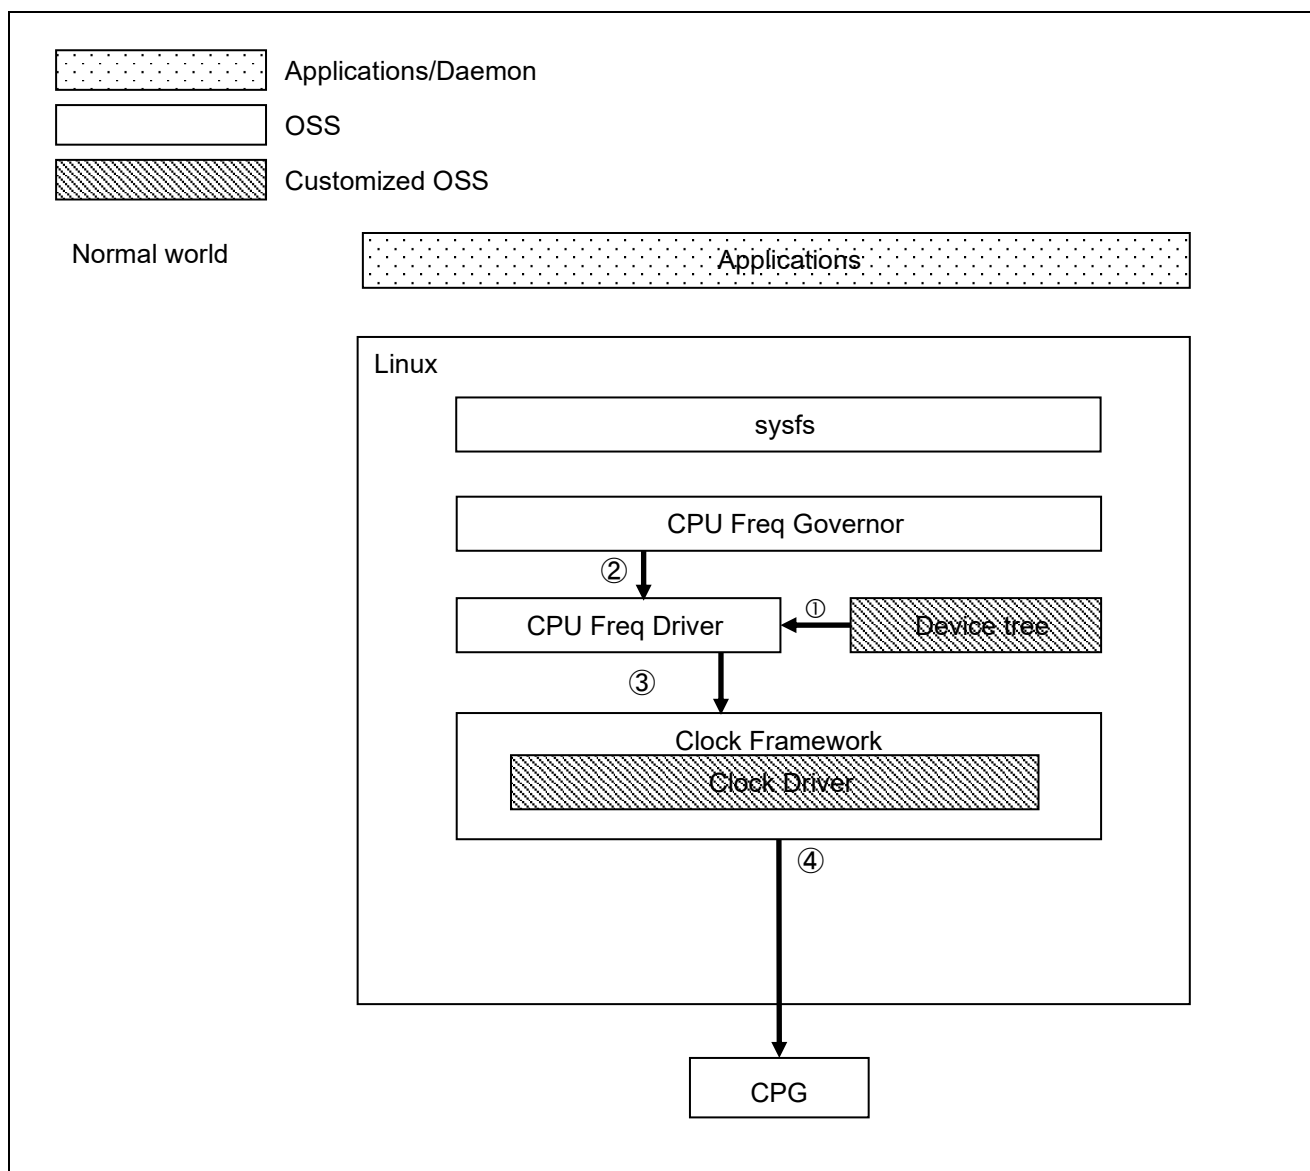 Applications/Daemon
OSS
Customized OSS
Normal world
Applications
Linux
sysfs
CPU Freq Governor
②
CPU Freq Driver
①
Device tree
③
Clock Framework
Clock Driver
④
CPG